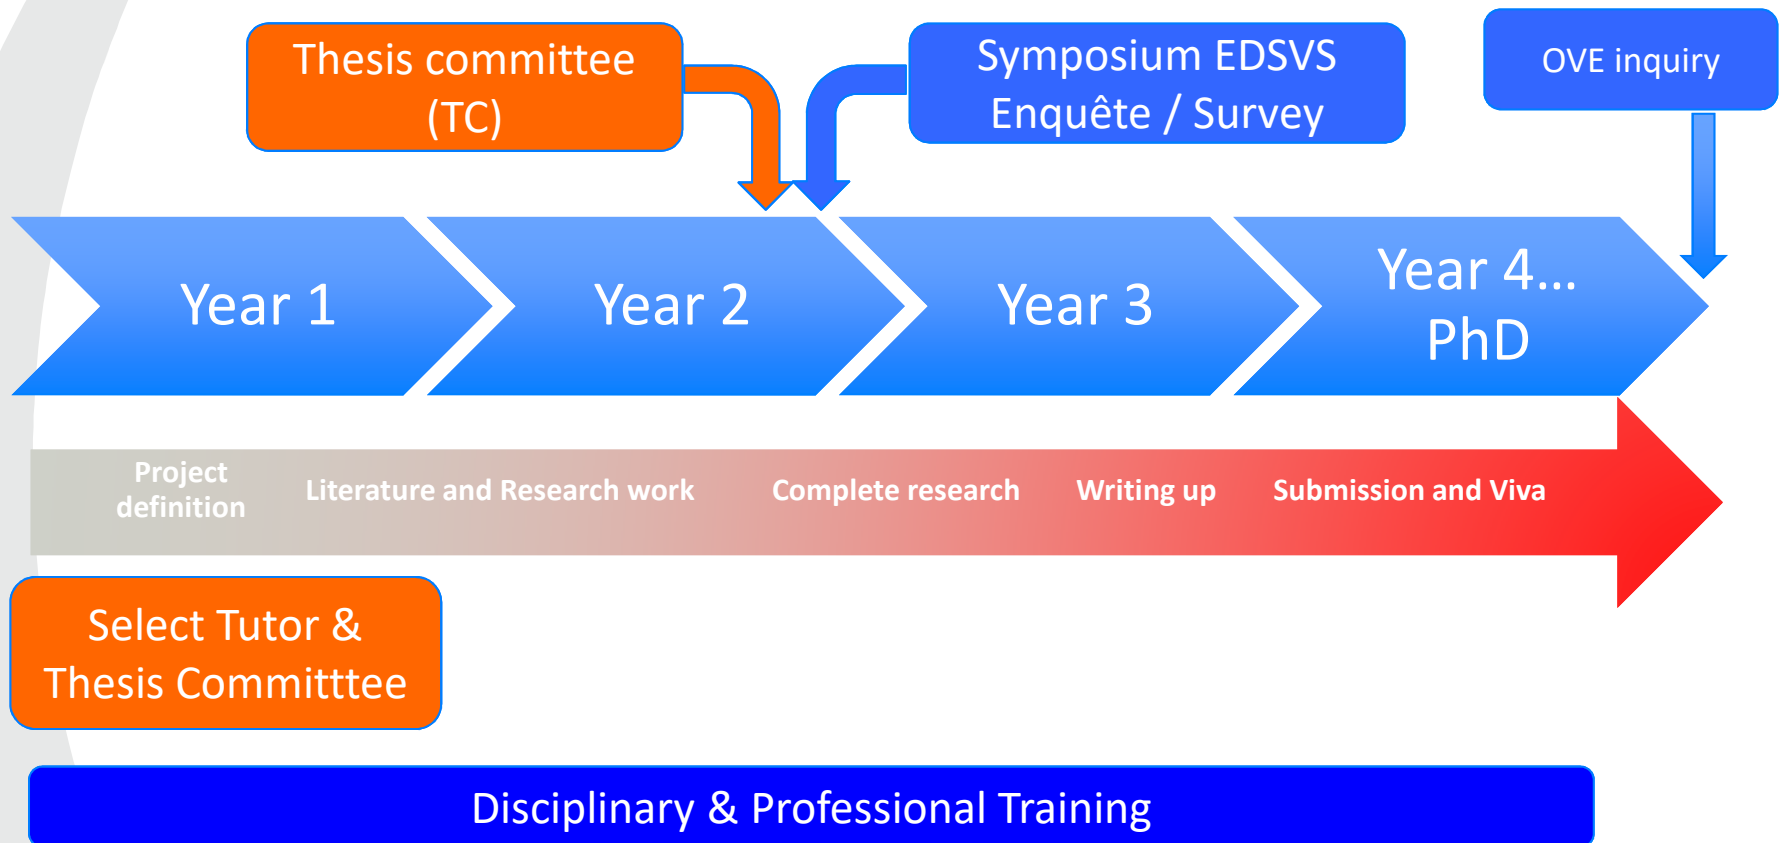 Thesis committee
(TC)
Symposium EDSVS
Enquête / Survey
OVE inquiry
Year 1
Year 2
Year 3
Year 4...
PhD
Project
definition
Literature and Research work
Complete research
Writing up
Submission and Viva
Select Tutor &
Thesis Committtee
Disciplinary & Professional Training